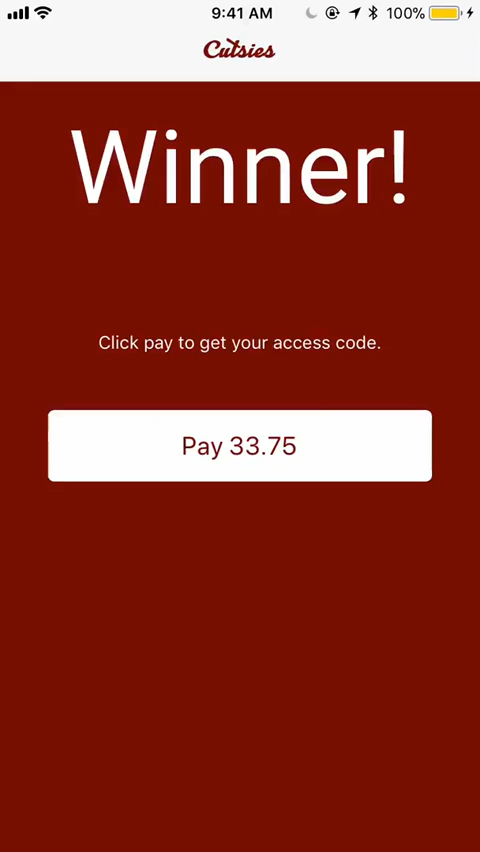 9:41 AM 100%
Cutsies
Winner!
Click pay to get your access code.
Pay 33.75